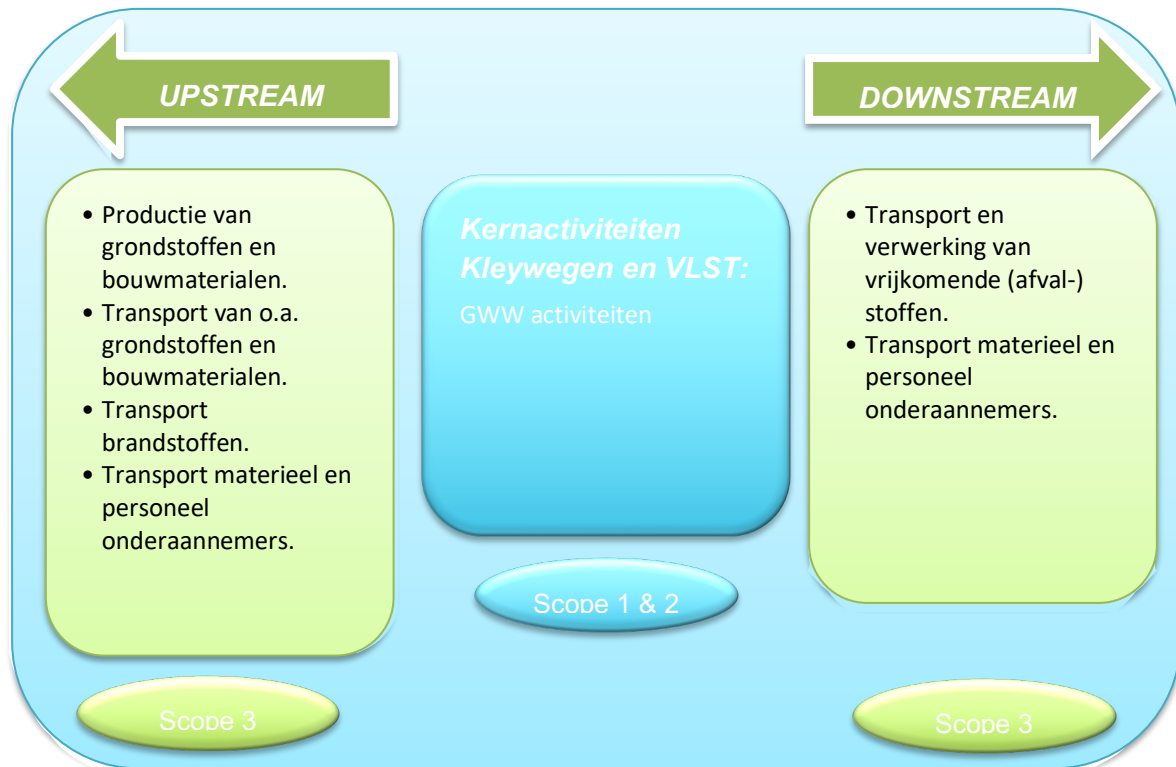 UPSTREAM
DOWNSTREAM
• Productie van
grondstoffen en
bouwmaterialen.
• Transport van o.a.
grondstoffen en
bouwmaterialen.
• Transport
brandstoffen.
• Transport materieel en
personeel
onderaannemers.
Kernactiviteiten
Kleywegen en VLST:
GWW activiteiten
• Transport en
verwerking van
vrijkomende (afval-)
stoffen.
• Transport materieel en
personeel
onderaannemers.
Scope 1 & 2
Scope 3
Scope 3